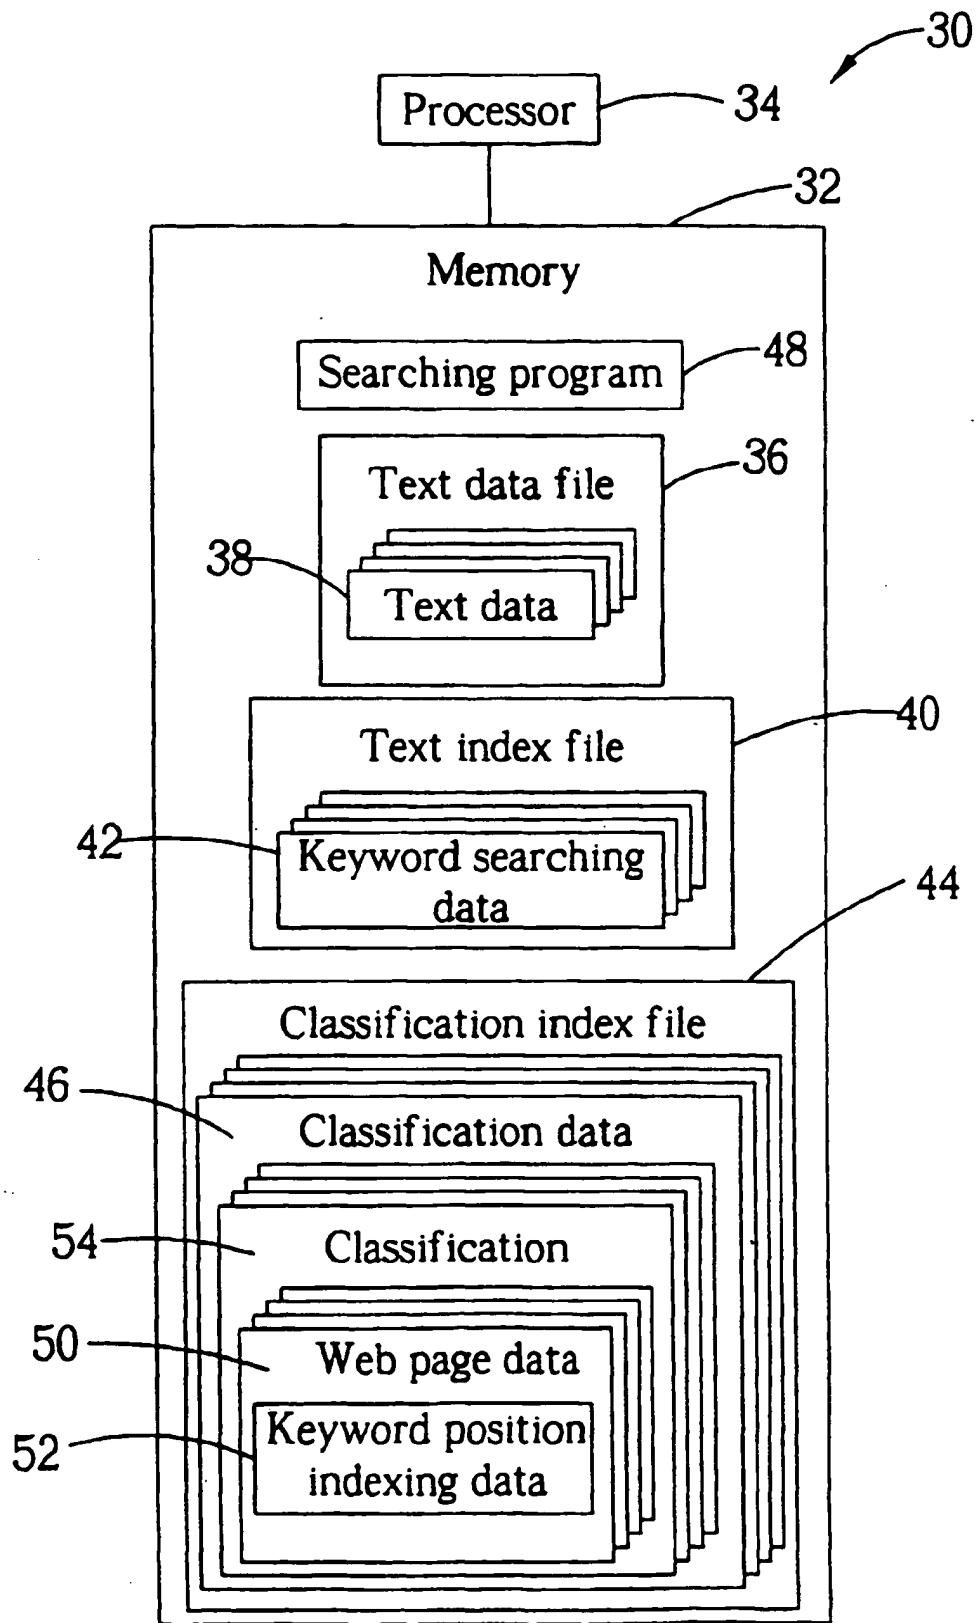 30
Processor
34
32
Memory
Searching program
48
36
Text data file
38
Text data
40
Text index file
42
Keyword searching
data
44
Classification index file
46
Classification data
54
Classification
50
Web page data
52
Keyword position
indexing data